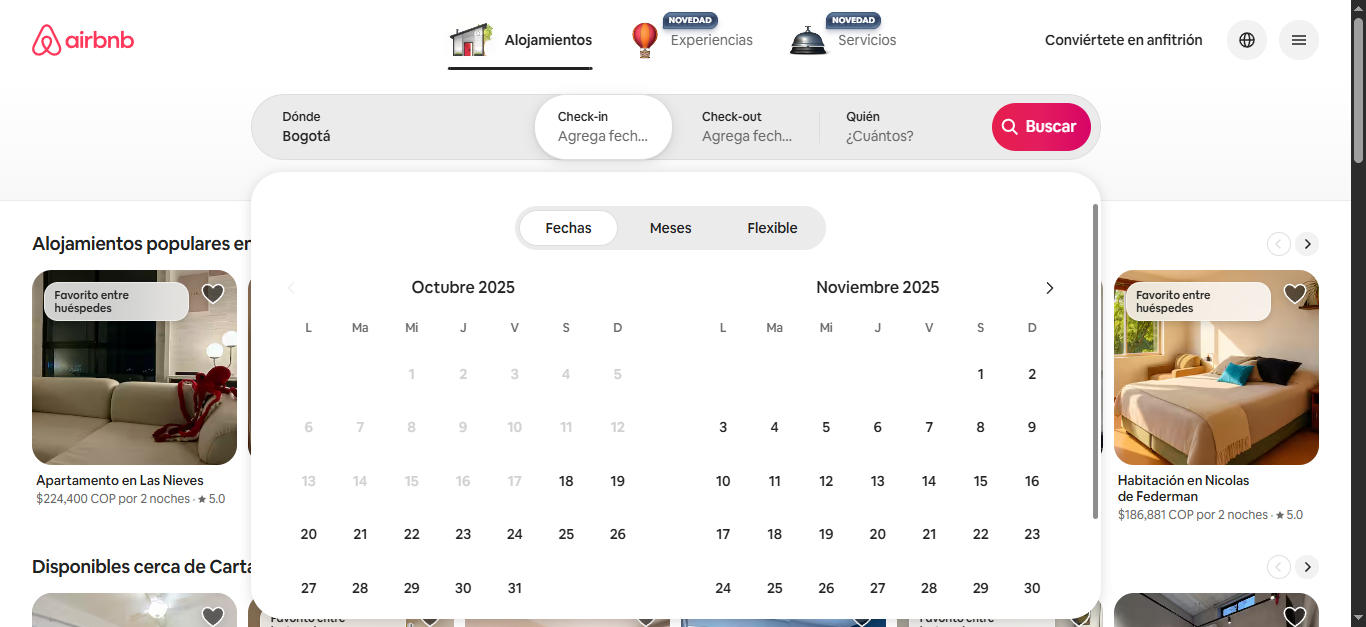 airbnb
Alojamientos
NOVEDAD
Experiencias
NOVEDAD
Servicios
Conviértete en anfitrión
Dónde
Bogotá
Check-in
Agrega fech...
Check-out
Agrega fech...
Quién
¿Cuántos?
Buscar
Fechas Meses Flexible
Octubre 2025
L Ma Mi J V S D
1 2 3 4 5
6 7 8 9 10 11 12
13 14 15 16 17 18 19
20 21 22 23 24 25 26
27 28 29 30 31
Noviembre 2025
L Ma Mi J V S D
1 2
3 4 5 6 7 8 9
10 11 12 13 14 15 16
17 18 19 20 21 22 23
24 25 26 27 28 29 30
Alojamientos populares en
Favorito entre
huéspedes
Apartamento en Las Nieves
$224,400 COP por 2 noches · ★ 5.0
Favorito entre
huéspedes
Habitación en Nicolas
de Federman
$186,881 COP por 2 noches · ★ 5.0
Disponibles cerca de Carta
Favorito entre
Favorito entre